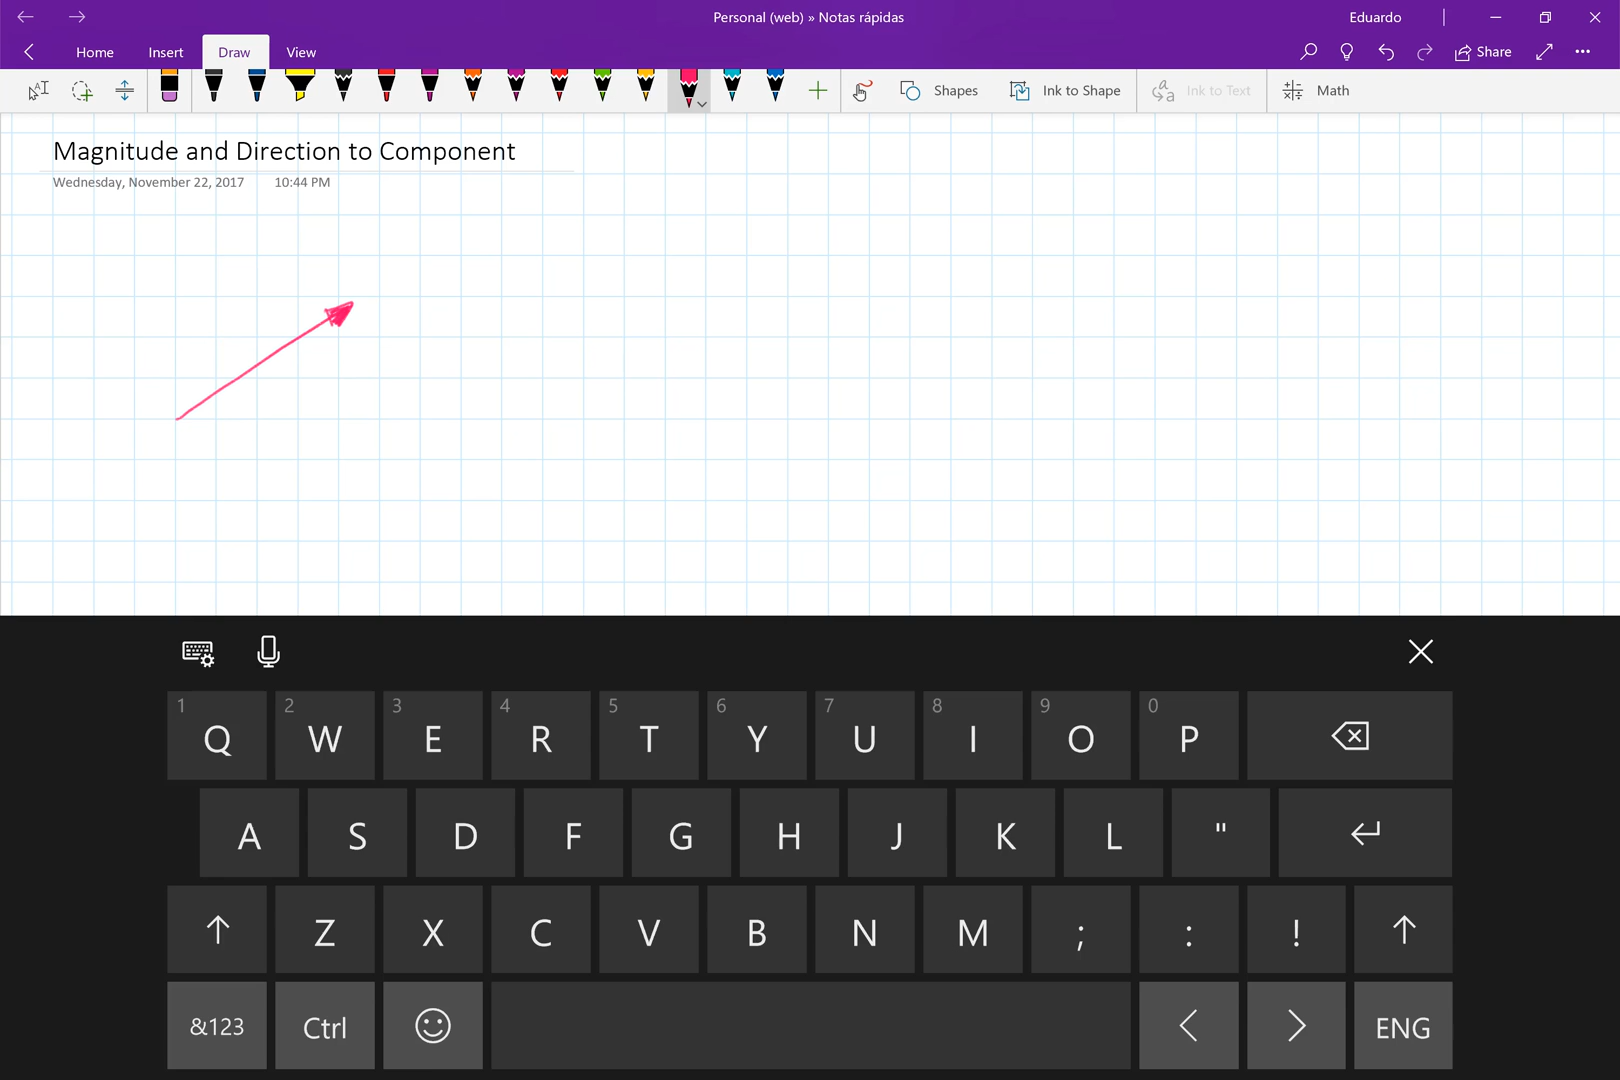 Personal (web) » Notas rápidas
Eduardo
Home Insert Draw View
Share
Shapes Ink to Shape Ink to Text Math
Magnitude and Direction to Component
Wednesday, November 22, 2017 10:44 PM
1 2 3 4 5 6 7 8 9 0
Q W E R T Y U I O P
A S D F G H J K L "
Z X C V B N M ; : !
&123 Ctrl ENG